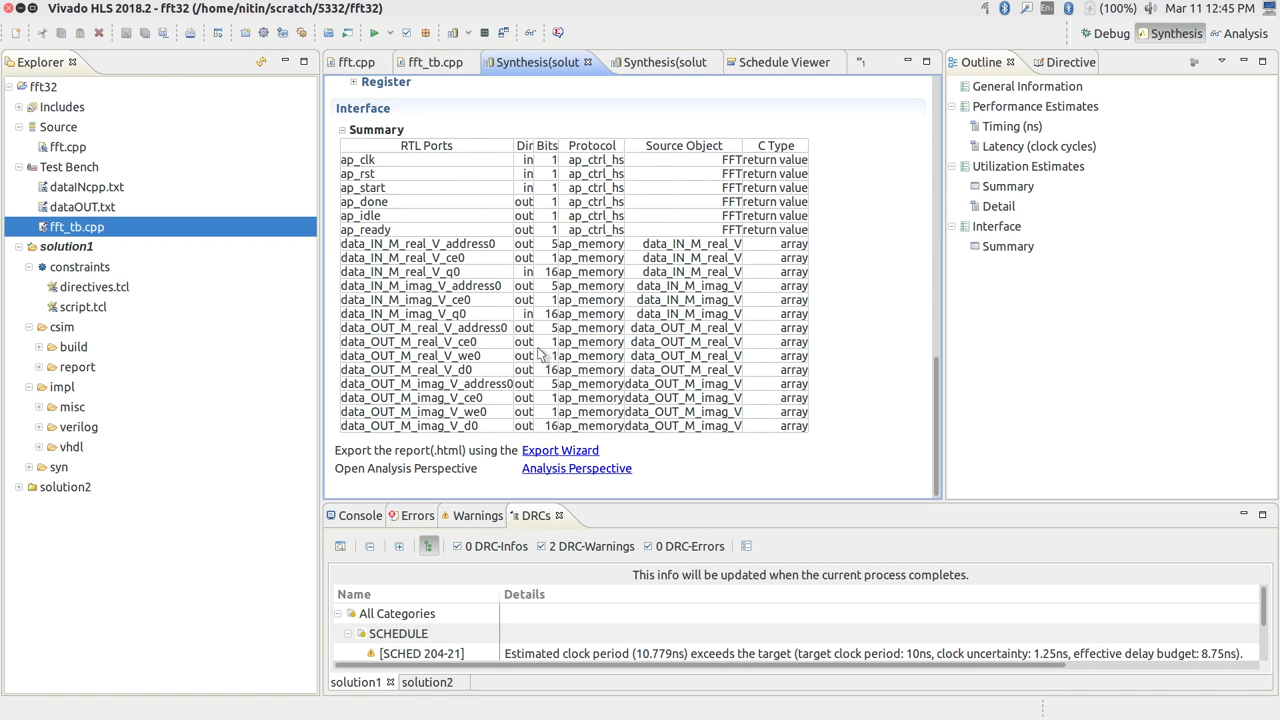 Vivado HLS 2018.2 - fft32 (/home/nitin/scratch/5332/fft32)
En (100%) Mar 11 12:45 PM
Debug Synthesis Analysis
Explorer
fft.cpp fft_tb.cpp Synthesis(solut Synthesis(solut Schedule Viewer »1
Outline Directive
fft32
Includes
Source
fft.cpp
Test Bench
dataINcpp.txt
dataOUT.txt
fft_tb.cpp
solution1
constraints
directives.tcl
script.tcl
csim
build
report
impl
misc
verilog
vhdl
syn
solution2
Register
Interface
Summary
RTL Ports Dir Bits Protocol Source Object C Type
ap_clk in 1 ap_ctrl_hs FFT return value
ap_rst in 1 ap_ctrl_hs FFT return value
ap_start in 1 ap_ctrl_hs FFT return value
ap_done out 1 ap_ctrl_hs FFT return value
ap_idle out 1 ap_ctrl_hs FFT return value
ap_ready out 1 ap_ctrl_hs FFT return value
data_IN_M_real_V_address0 out 5 ap_memory data_IN_M_real_V array
data_IN_M_real_V_ce0 out 1 ap_memory data_IN_M_real_V array
data_IN_M_real_V_q0 in 16 ap_memory data_IN_M_real_V array
data_IN_M_imag_V_address0 out 5 ap_memory data_IN_M_imag_V array
data_IN_M_imag_V_ce0 out 1 ap_memory data_IN_M_imag_V array
data_IN_M_imag_V_q0 in 16 ap_memory data_IN_M_imag_V array
data_OUT_M_real_V_address0 out 5 ap_memory data_OUT_M_real_V array
data_OUT_M_real_V_ce0 out 1 ap_memory data_OUT_M_real_V array
data_OUT_M_real_V_we0 out 1 ap_memory data_OUT_M_real_V array
data_OUT_M_real_V_d0 out 16 ap_memory data_OUT_M_real_V array
data_OUT_M_imag_V_address0 out 5 ap_memory data_OUT_M_imag_V array
data_OUT_M_imag_V_ce0 out 1 ap_memory data_OUT_M_imag_V array
data_OUT_M_imag_V_we0 out 1 ap_memory data_OUT_M_imag_V array
data_OUT_M_imag_V_d0 out 16 ap_memory data_OUT_M_imag_V array
Export the report(.html) using the Export Wizard
Open Analysis Perspective Analysis Perspective
General Information
Performance Estimates
Timing (ns)
Latency (clock cycles)
Utilization Estimates
Summary
Detail
Interface
Summary
Console Errors Warnings DRCs
0 DRC-Infos 2 DRC-Warnings 0 DRC-Errors
This info will be updated when the current process completes.
Name Details
All Categories
SCHEDULE
[SCHED 204-21] Estimated clock period (10.779ns) exceeds the target (target clock period: 10ns, clock uncertainty: 1.25ns, effective delay budget: 8.75ns).
solution1 solution2